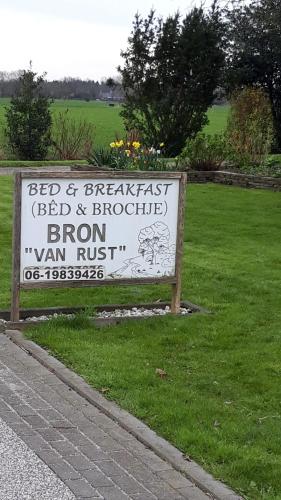 BED & BREAKFAST
(BÊD & BROCHJE)
BRON
"VAN RUST"
06-19839426